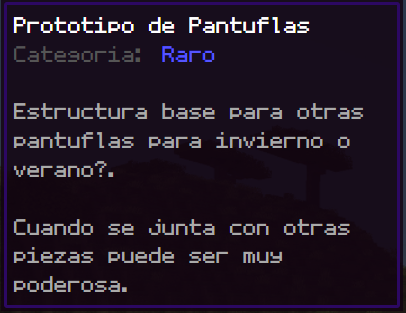 Prototipo de Pantuflas
Categoria: Raro
Estructura base para otras
pantuflas para invierno o
verano?.
Cuando se junta con otras
piezas puede ser muy
poderosa.